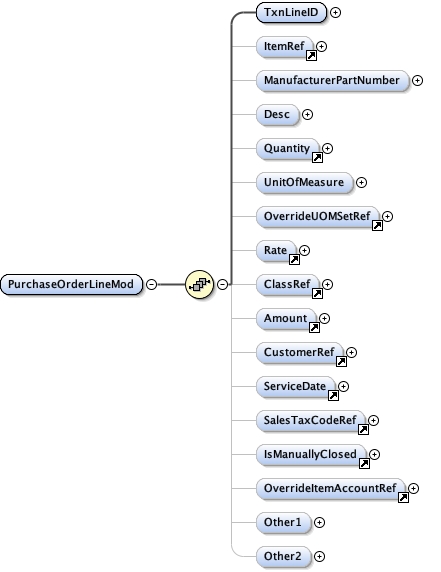 TxnLineID
ItemRef
ManufacturerPartNumber
Desc
Quantity
UnitOfMeasure
OverrideUOMSetRef
Rate
PurchaseOrderLineMod
ClassRef
Amount
CustomerRef
ServiceDate
SalesTaxCodeRef
IsManuallyClosed
OverrideItemAccountRef
Other1
Other2